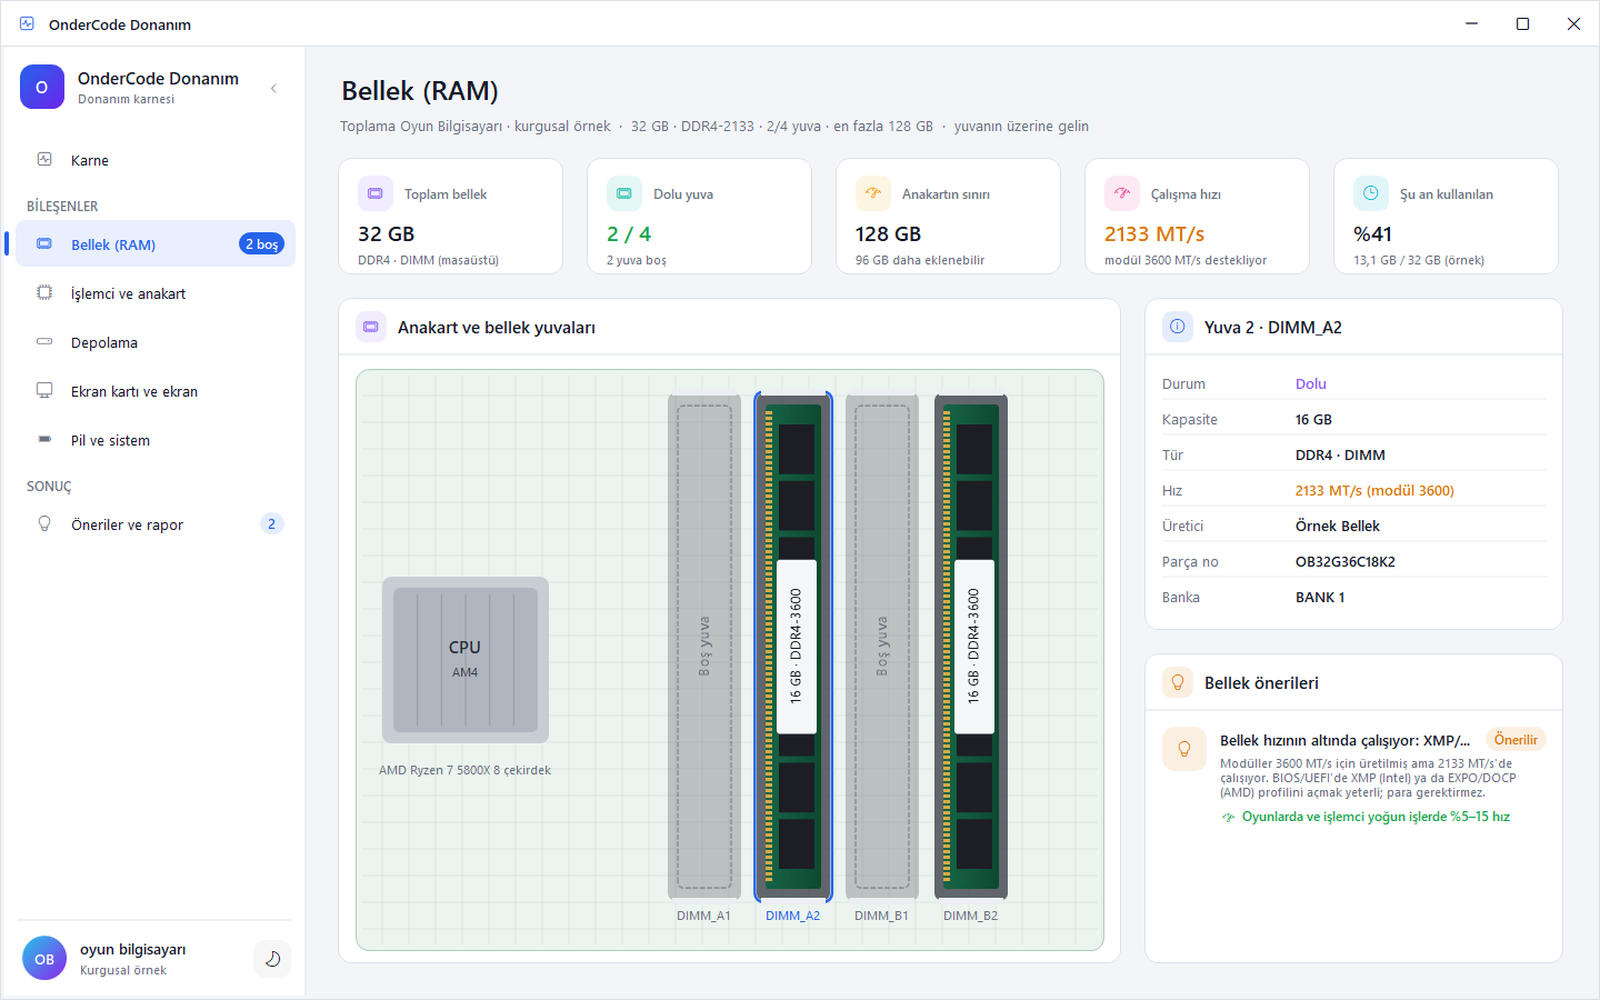 OnderCode Donanım
O
OnderCode Donanım
Donanım karnesi
Karne
BİLEŞENLER
Bellek (RAM)
2 boş
İşlemci ve anakart
Depolama
Ekran kartı ve ekran
Pil ve sistem
SONUÇ
Öneriler ve rapor
2
OB
oyun bilgisayarı
Kurgusal örnek
Bellek (RAM)
Toplama Oyun Bilgisayarı · kurgusal örnek · 32 GB · DDR4-2133 · 2/4 yuva · en fazla 128 GB · yuvanın üzerine gelin
Toplam bellek
32 GB
DDR4 · DIMM (masaüstü)
Dolu yuva
2 / 4
2 yuva boş
Anakartın sınırı
128 GB
96 GB daha eklenebilir
Çalışma hızı
2133 MT/s
modül 3600 MT/s destekliyor
Şu an kullanılan
%41
13,1 GB / 32 GB (örnek)
Anakart ve bellek yuvaları
CPU
AM4
AMD Ryzen 7 5800X 8 çekirdek
Boş yuva
16 GB · DDR4-3600
Boş yuva
16 GB · DDR4-3600
DIMM_A1
DIMM_A2
DIMM_B1
DIMM_B2
Yuva 2 · DIMM_A2
Durum Dolu
Kapasite 16 GB
Tür DDR4 · DIMM
Hız 2133 MT/s (modül 3600)
Üretici Örnek Bellek
Parça no OB32G36C18K2
Banka BANK 1
Bellek önerileri
Bellek hızının altında çalışıyor: XMP/...
Önerilir
Modüller 3600 MT/s için üretilmiş ama 2133 MT/s'de
çalışıyor. BIOS/UEFI'de XMP (Intel) ya da EXPO/DOCP
(AMD) profilini açmak yeterli; para gerektirmez.
Oyunlarda ve işlemci yoğun işlerde %5–15 hız